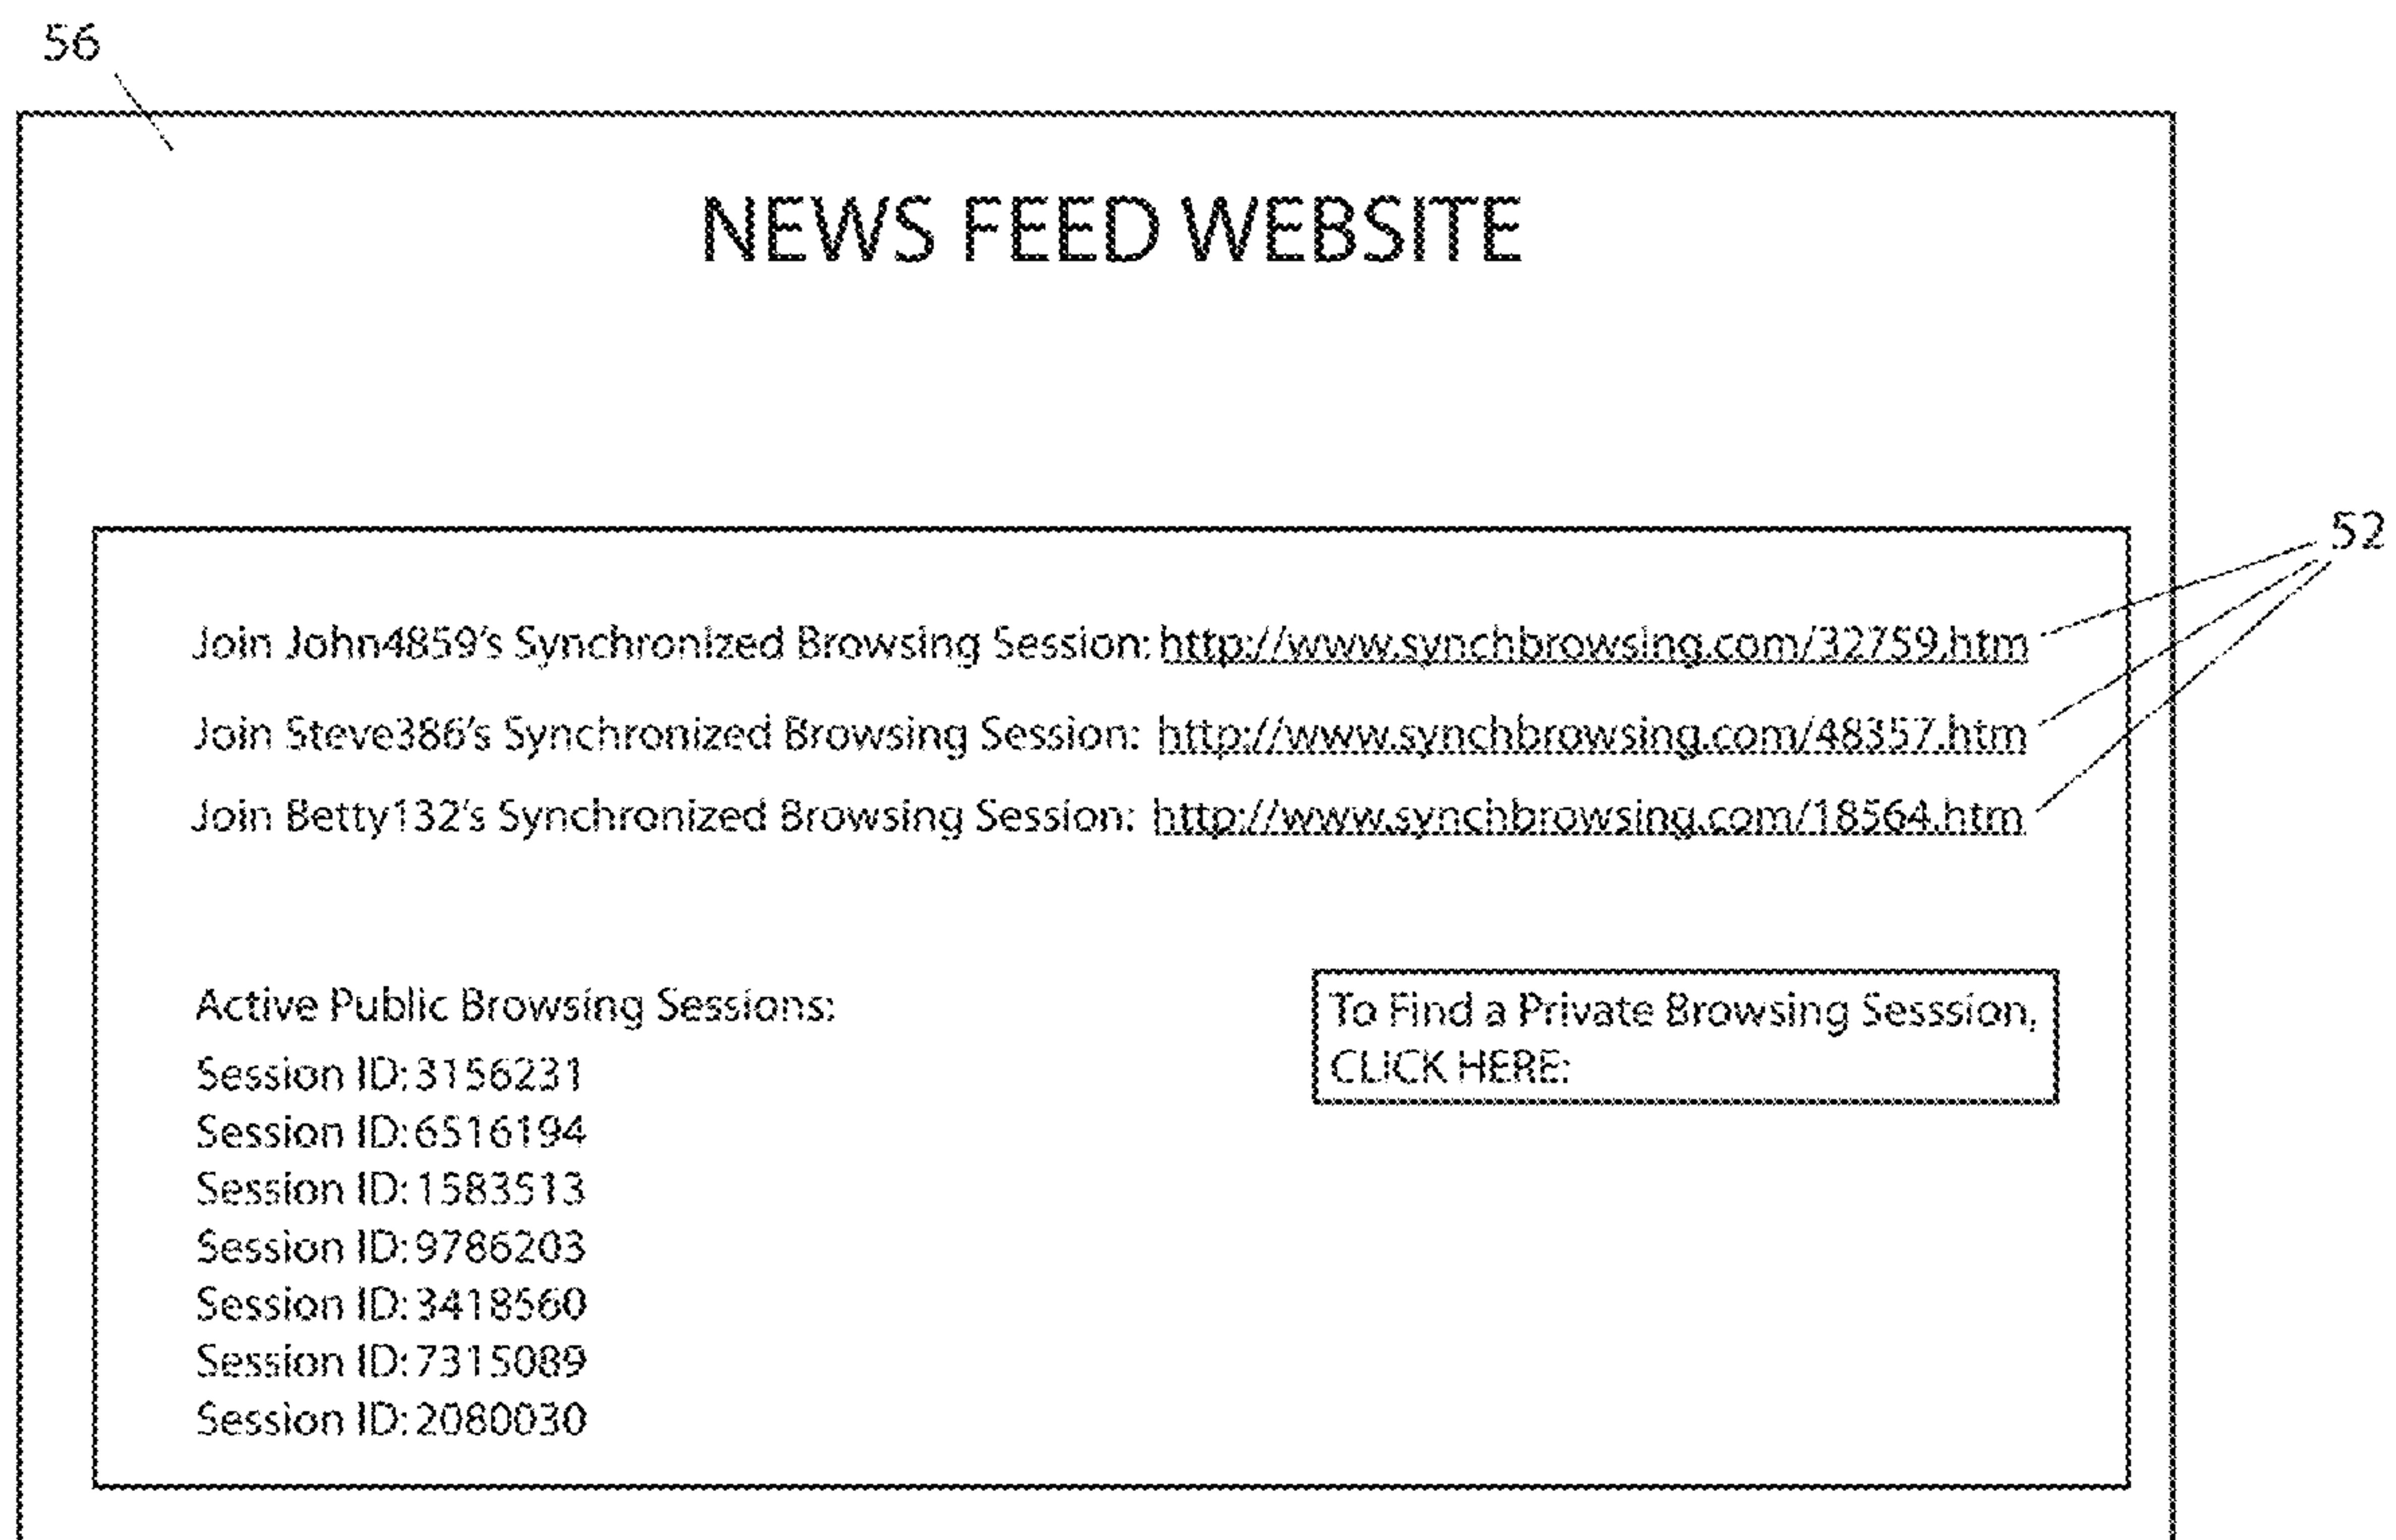 56
NEWS FEED WEBSITE
52
Join John4859's Synchronized Browsing Session: http://www.synchbrowsing.com/32759.htm
Join Steve386's Synchronized Browsing Session: http://www.synchbrowsing.com/48357.htm
Join Betty132's Synchronized Browsing Session: http://www.synchbrowsing.com/18564.htm
Active Public Browsing Sessions:
Session ID: 3156231
Session ID: 6516194
Session ID: 1583513
Session ID: 9786203
Session ID: 3418560
Session ID: 7315089
Session ID: 2080030
To Find a Private Browsing Sesssion,
CLICK HERE: